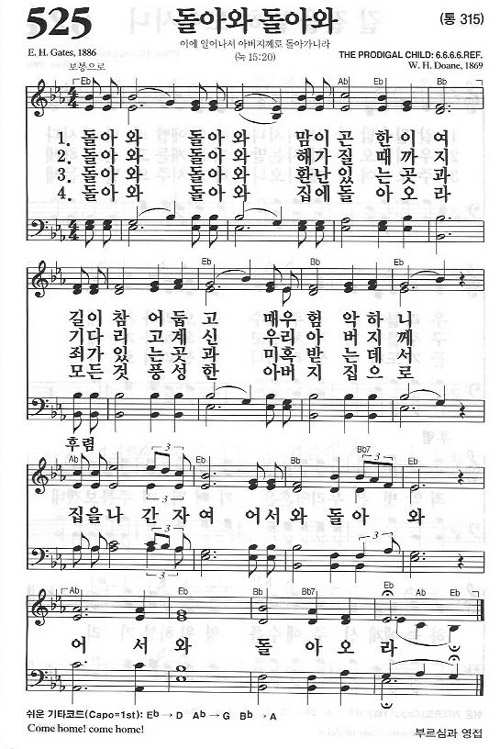 525 돌아와 돌아와 (통 315)
이에 일어나서 아버지께로 돌아가니라
E. H. Gates, 1886 (눅 15:20) THE PRODIGAL CHILD: 6.6.6.6.REF.
보통으로 W. H. Doane, 1869
Eb Ab Eb Bb
1. 돌아와 돌아와 맘이곤한이여
2. 돌아와 돌아와 해가질때까지
3. 돌아와 돌아와 환난있는곳과
4. 돌아와 돌아와 집에돌아오라
Eb Bb Eb
길이참어둡고 매우험악하니
기다리고계신 우리아버지께
죄가있는곳과 미혹받는데서
모든것풍성한 아버지집으로
후렴
Ab Eb 3 Eb Bb Bb7 3 Eb
집을나간자여 어서와돌아와
3 3
Ab Eb Bb Bb7 Eb Ab Eb
어서와 돌아오라
쉬운 기타코드(Capo=1st): Eb → D Ab → G Bb → A
Come home! come home! 부르심과 영접